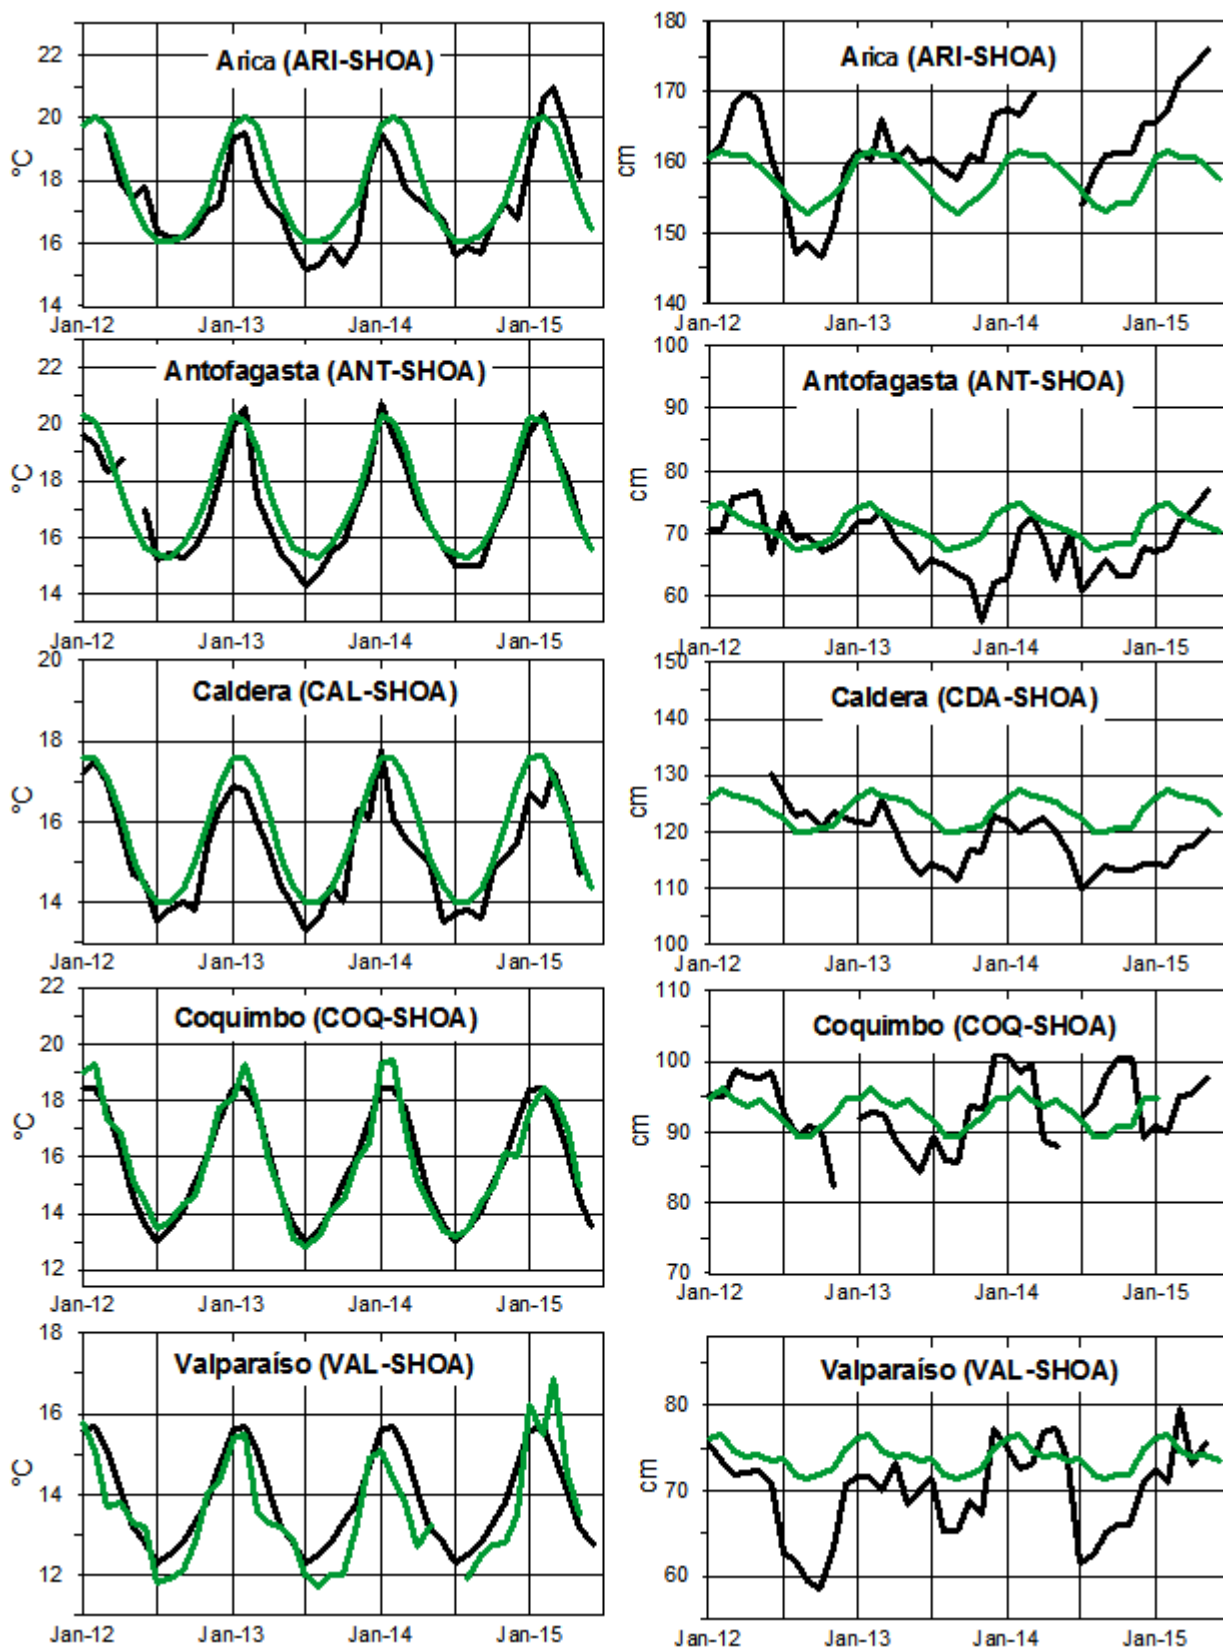 Arica (ARI-SHOA)
22
20
18
16
14
°C
Jan-12 Jan-13 Jan-14 Jan-15
Arica (ARI-SHOA)
180
170
160
150
140
cm
Jan-12 Jan-13 Jan-14 Jan-15
Antofagasta (ANT-SHOA)
22
20
18
16
14
°C
Jan-12 Jan-13 Jan-14 Jan-15
Antofagasta (ANT-SHOA)
100
90
80
70
60
cm
Jan-12 Jan-13 Jan-14 Jan-15
Caldera (CAL-SHOA)
20
18
16
14
°C
Jan-12 Jan-13 Jan-14 Jan-15
Caldera (CDA-SHOA)
150
140
130
120
110
100
cm
Jan-12 Jan-13 Jan-14 Jan-15
Coquimbo (COQ-SHOA)
22
20
18
16
14
12
°C
Jan-12 Jan-13 Jan-14 Jan-15
Coquimbo (COQ-SHOA)
110
100
90
80
70
cm
Jan-12 Jan-13 Jan-14 Jan-15
Valparaíso (VAL-SHOA)
18
16
14
12
°C
Jan-12 Jan-13 Jan-14 Jan-15
Valparaíso (VAL-SHOA)
80
70
60
cm
Jan-12 Jan-13 Jan-14 Jan-15